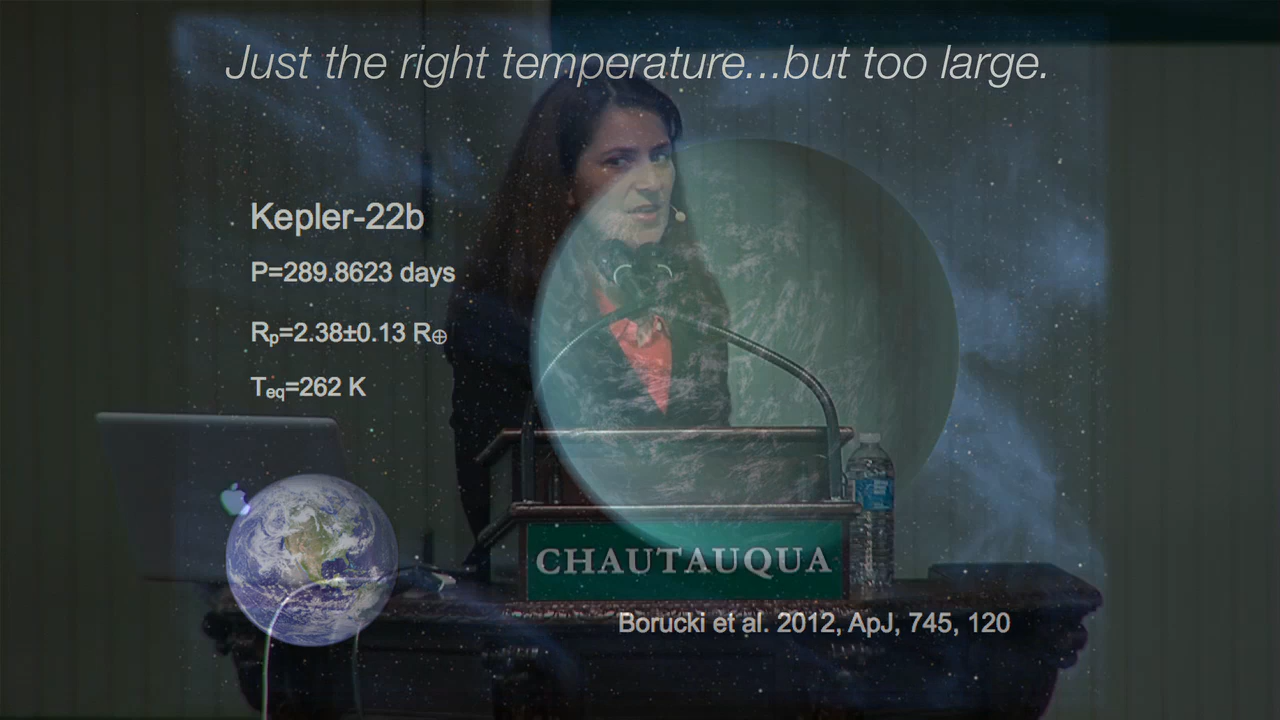 Just the right temperature...but too large.
Kepler-22b
P=289.8623 days
Rp=2.38±0.13 R⊕
Teq=262 K
CHAUTAUQUA
Borucki et al. 2012, ApJ, 745, 120